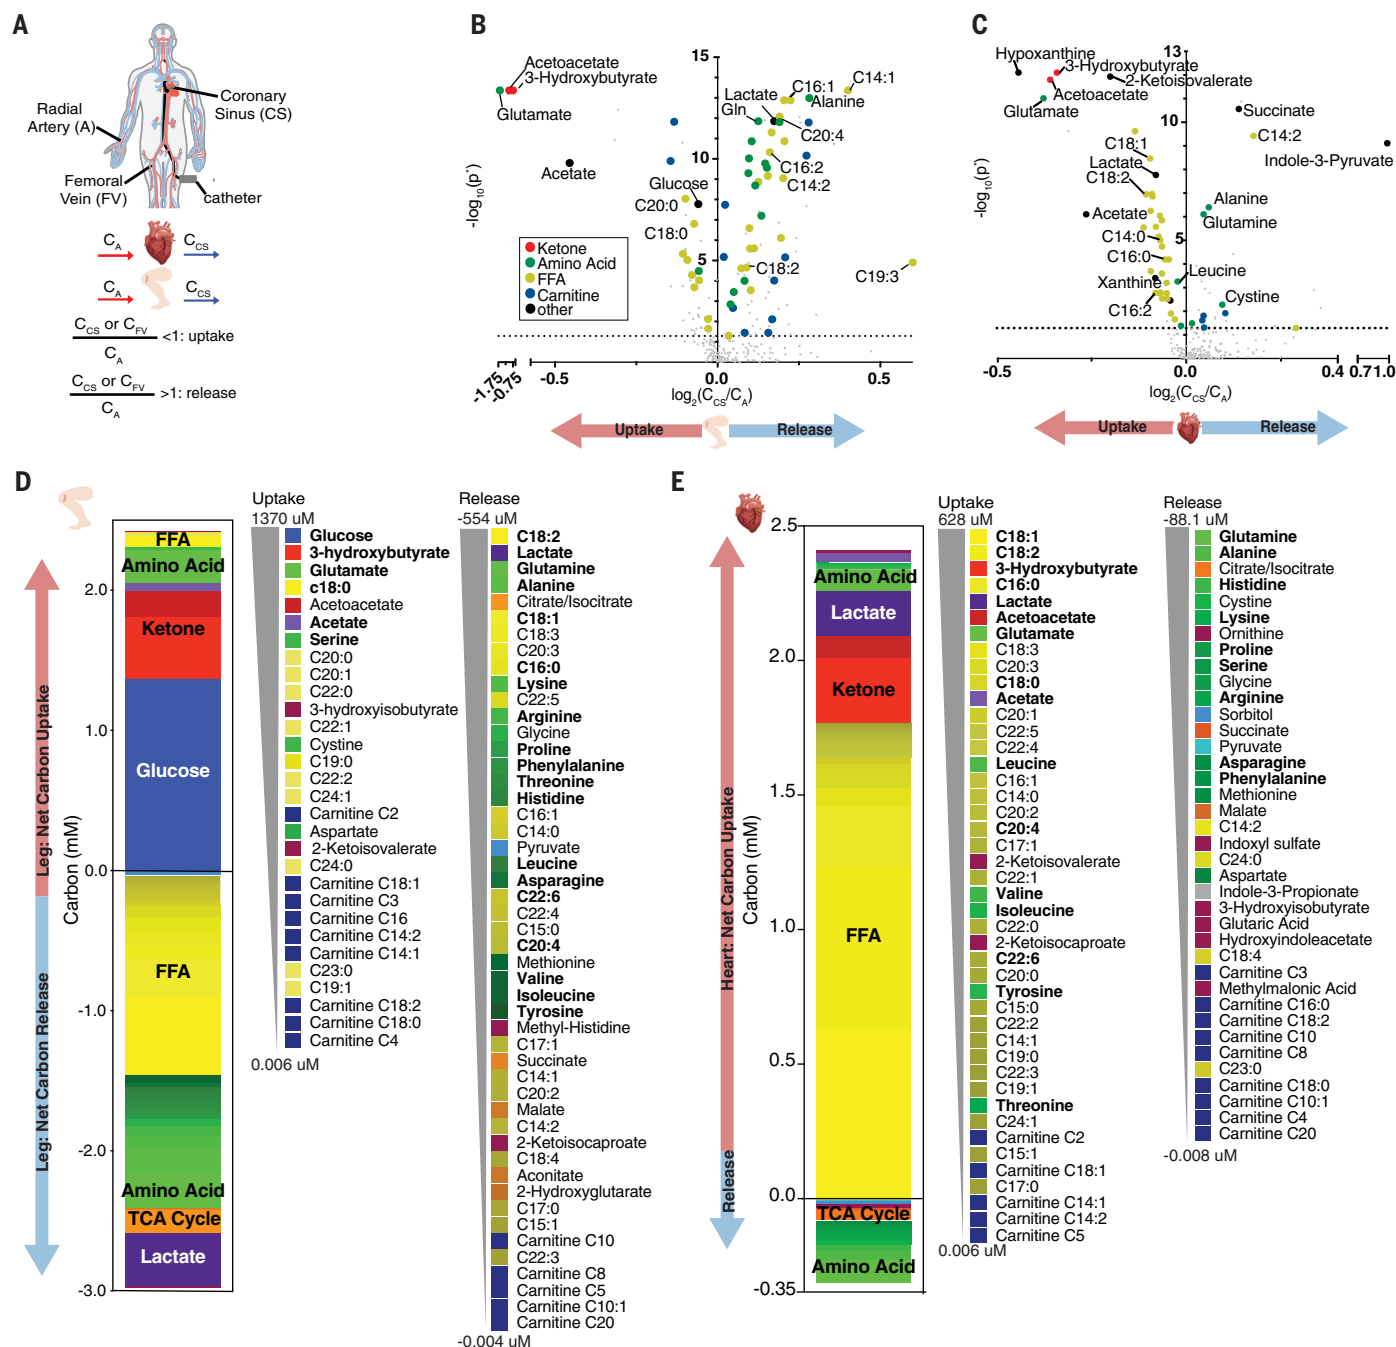 A
Radial
Artery (A)
Coronary
Sinus (CS)
Femoral
Vein (FV)
catheter
C_A
C_CS
C_A
C_CS
C_CS or C_FV
C_A
<1: uptake
C_CS or C_FV
C_A
>1: release
B
15
10
5
-log10(p')
Acetoacetate
3-Hydroxybutyrate
Glutamate
Acetate
Glucose
C20:0
C18:0
Lactate
Gln
C16:1
C14:1
Alanine
C20:4
C16:2
C14:2
C18:2
C19:3
Ketone
Amino Acid
FFA
Carnitine
other
-1.75
-0.75
-0.5
0.0
0.5
log2(C_CS/C_A)
Uptake
Release
C
13
10
5
-log10(p')
Hypoxanthine
3-Hydroxybutyrate
2-Ketoisovalerate
Acetoacetate
Glutamate
Succinate
C14:2
Indole-3-Pyruvate
C18:1
Lactate
C18:2
Acetate
Alanine
Glutamine
C14:0
C16:0
Leucine
Xanthine
C16:2
Cystine
-0.5
0.0
0.4
0.7
1.0
log2(C_CS/C_A)
Uptake
Release
D
Leg: Net Carbon Uptake
Leg: Net Carbon Release
Carbon (mM)
2.0
1.0
0.0
-1.0
-2.0
-3.0
FFA
Amino Acid
Ketone
Glucose
FFA
Amino Acid
TCA Cycle
Lactate
Uptake
1370 uM
Glucose
3-hydroxybutyrate
Glutamate
c18:0
Acetoacetate
Acetate
Serine
C20:0
C20:1
C22:0
3-hydroxyisobutyrate
C22:1
Cystine
C19:0
C22:2
C24:1
Carnitine C2
Aspartate
2-Ketoisovalerate
C24:0
Carnitine C18:1
Carnitine C3
Carnitine C16
Carnitine C14:2
Carnitine C14:1
C23:0
C19:1
Carnitine C18:2
Carnitine C18:0
Carnitine C4
0.006 uM
Release
-554 uM
C18:2
Lactate
Glutamine
Alanine
Citrate/Isocitrate
C18:1
C18:3
C20:3
C16:0
Lysine
C22:5
Arginine
Glycine
Proline
Phenylalanine
Threonine
Histidine
C16:1
C14:0
Pyruvate
Leucine
Asparagine
C22:6
C22:4
C15:0
C20:4
Methionine
Valine
Isoleucine
Tyrosine
Methyl-Histidine
C17:1
Succinate
C14:1
C20:2
Malate
C14:2
2-Ketoisocaproate
C18:4
Aconitate
2-Hydroxyglutarate
C17:0
C15:1
Carnitine C10
C22:3
Carnitine C8
Carnitine C5
Carnitine C10:1
Carnitine C20
-0.004 uM
E
Heart: Net Carbon Uptake
Release
Carbon (mM)
2.5
2.0
1.5
1.0
0.5
0.0
-0.35
Amino Acid
Lactate
Ketone
FFA
TCA Cycle
Amino Acid
Uptake
628 uM
C18:1
C18:2
3-Hydroxybutyrate
C16:0
Lactate
Acetoacetate
Glutamate
C18:3
C20:3
C18:0
Acetate
C20:1
C22:5
C22:4
Leucine
C16:1
C14:0
C20:2
C20:4
C17:1
2-Ketoisovalerate
C22:1
Valine
Isoleucine
C22:0
2-Ketoisocaproate
C22:6
C20:0
Tyrosine
C15:0
C22:2
C14:1
C19:0
C22:3
C19:1
Threonine
C24:1
Carnitine C2
C15:1
Carnitine C18:1
C17:0
Carnitine C14:1
Carnitine C14:2
Carnitine C5
0.006 uM
Release
-88.1 uM
Glutamine
Alanine
Citrate/Isocitrate
Histidine
Cystine
Lysine
Ornithine
Proline
Serine
Glycine
Arginine
Sorbitol
Succinate
Pyruvate
Asparagine
Phenylalanine
Methionine
Malate
C14:2
Indoxyl sulfate
C24:0
Aspartate
Indole-3-Propionate
3-Hydroxyisobutyrate
Glutaric Acid
Hydroxyindoleacetate
C18:4
Carnitine C3
Methylmalonic Acid
Carnitine C16:0
Carnitine C18:2
Carnitine C10
Carnitine C8
C23:0
Carnitine C18:0
Carnitine C10:1
Carnitine C4
Carnitine C20
-0.008 uM